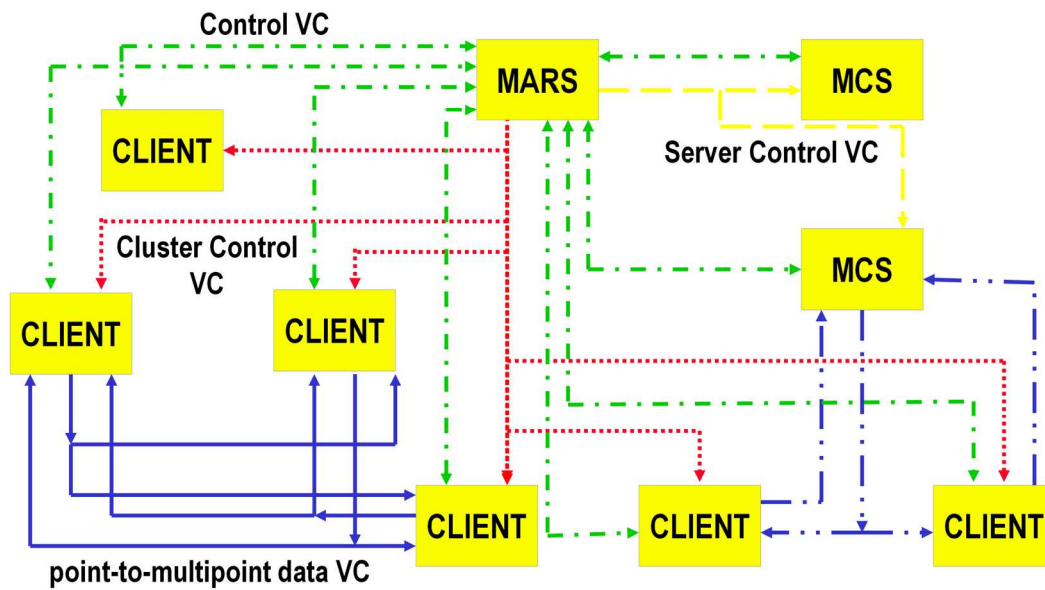 Control VC
MARS
MCS
CLIENT
Server Control VC
Cluster Control
VC
MCS
CLIENT
CLIENT
CLIENT
CLIENT
CLIENT
point-to-multipoint data VC